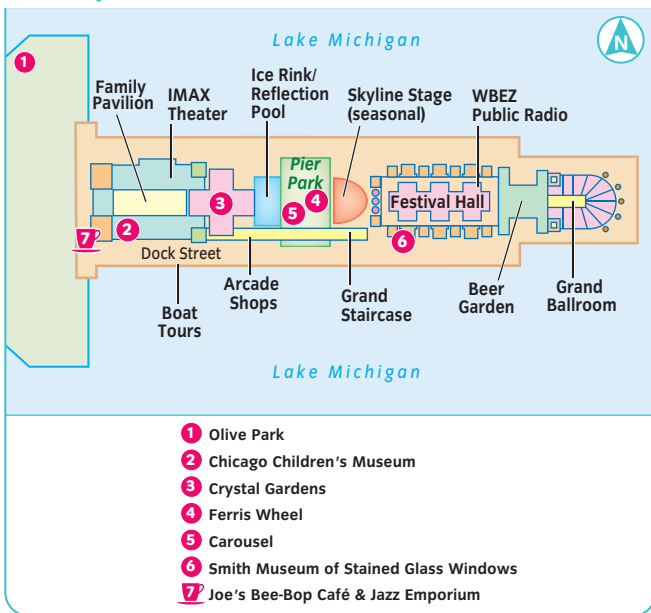 Lake Michigan
N
1
Family
Pavilion
IMAX
Theater
Ice Rink/
Reflection
Pool
Skyline Stage
(seasonal)
WBEZ
Public Radio
Pier
Park
4
5
3
Festival Hall
7
2
6
Dock Street
Boat
Tours
Arcade
Shops
Grand
Staircase
Beer
Garden
Grand
Ballroom
Lake Michigan
1 Olive Park
2 Chicago Children's Museum
3 Crystal Gardens
4 Ferris Wheel
5 Carousel
6 Smith Museum of Stained Glass Windows
7 Joe's Bee-Bop Café & Jazz Emporium